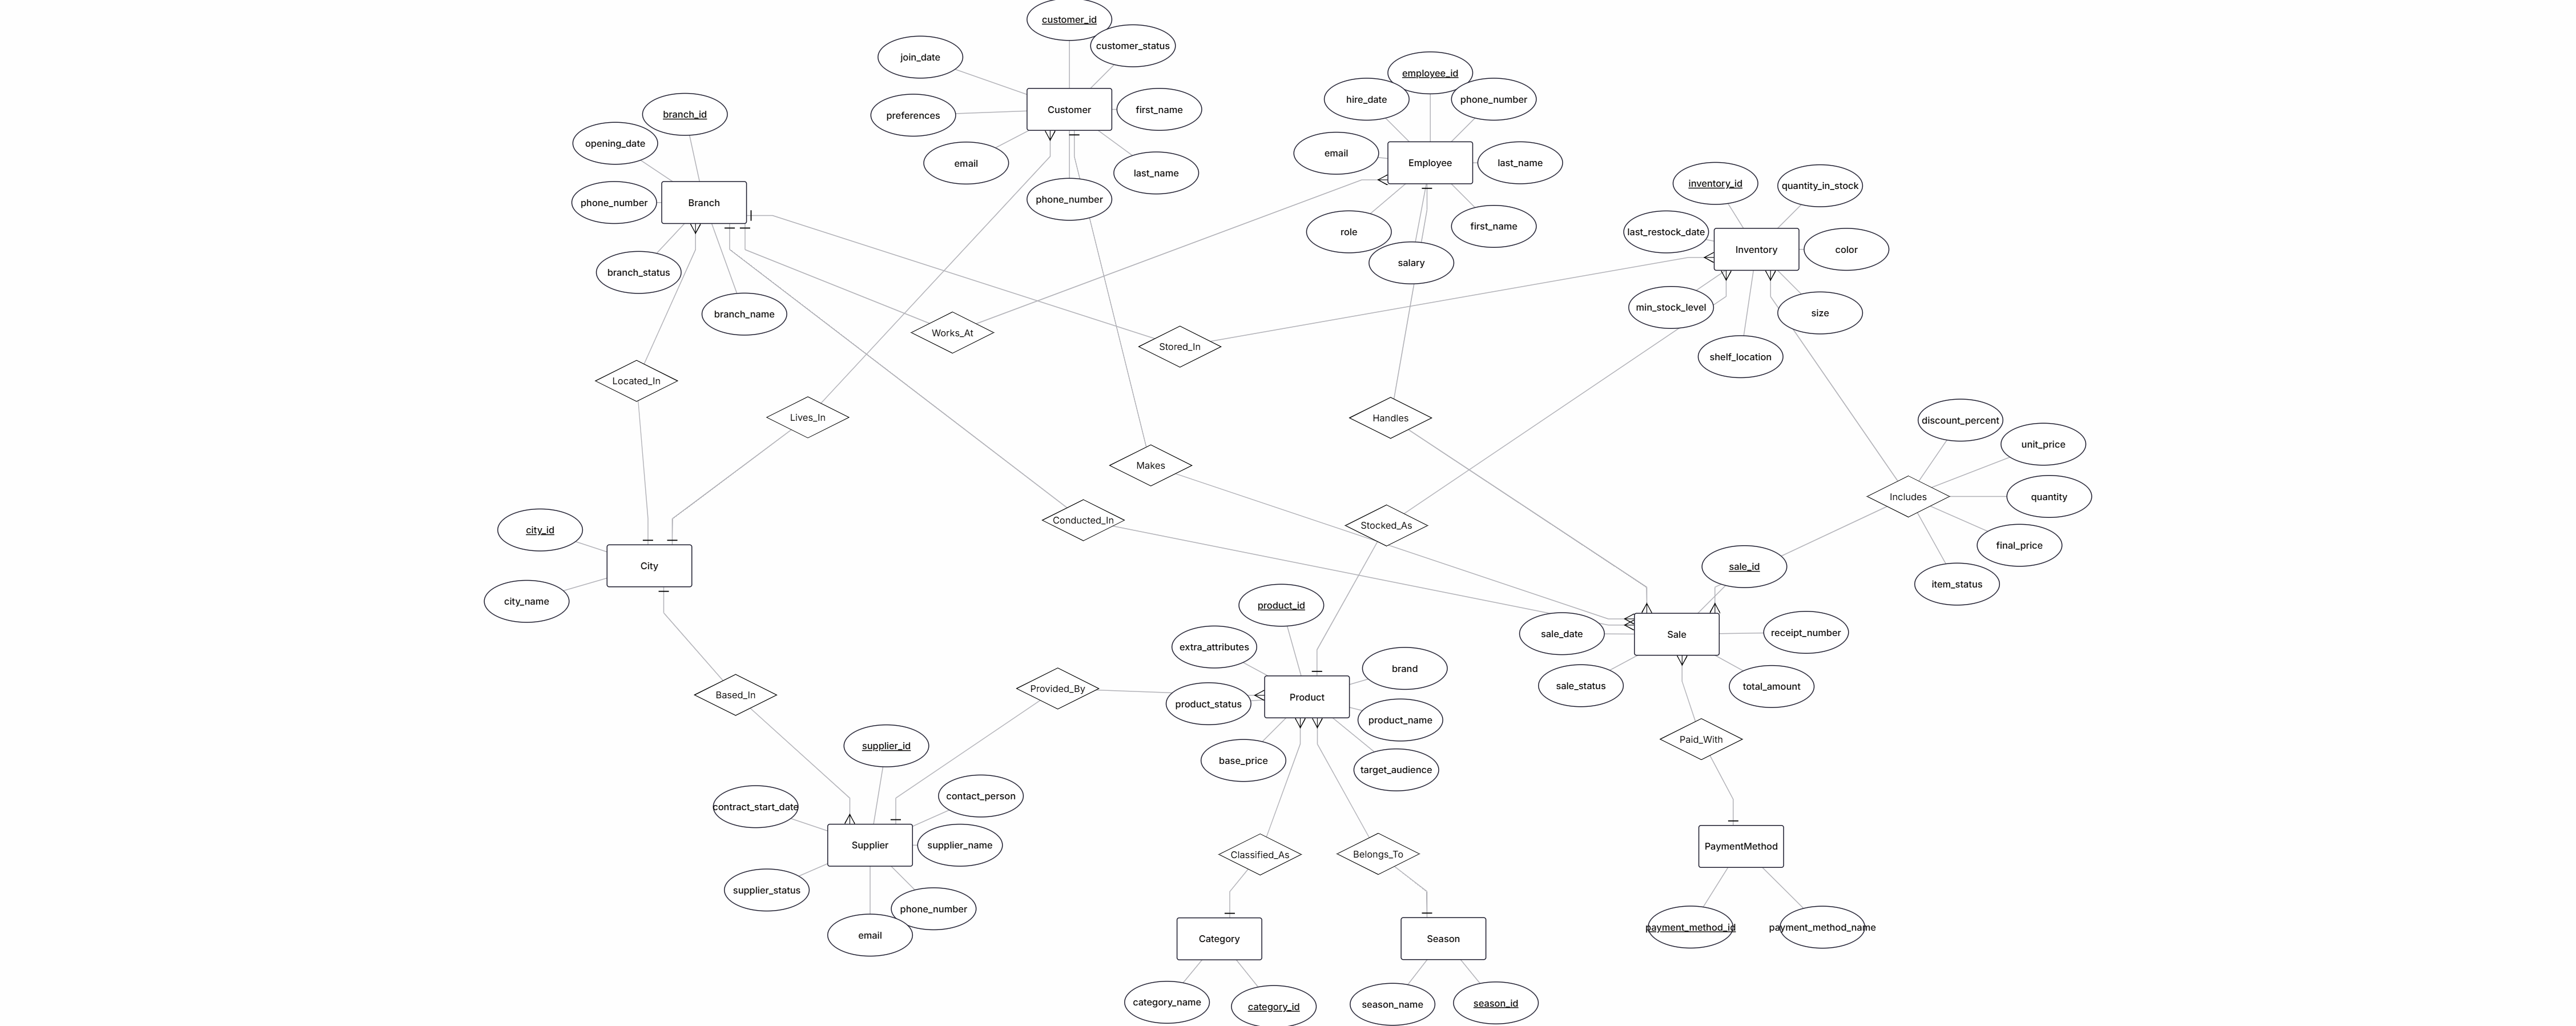 customer_id
customer_status
join_date
Customer
first_name
preferences
email
last_name
phone_number
employee_id
hire_date
phone_number
email
Employee
last_name
role
first_name
salary
branch_id
opening_date
phone_number
Branch
branch_status
branch_name
inventory_id
quantity_in_stock
last_restock_date
Inventory
color
min_stock_level
size
shelf_location
Works_At
Stored_In
Located_In
Lives_In
Handles
Makes
Conducted_In
Stocked_As
discount_percent
unit_price
Includes
quantity
final_price
item_status
city_id
City
city_name
sale_id
sale_date
Sale
receipt_number
sale_status
total_amount
product_id
extra_attributes
brand
Product
product_status
product_name
base_price
target_audience
Based_In
Provided_By
Paid_With
supplier_id
contract_start_date
contact_person
Supplier
supplier_name
supplier_status
phone_number
email
Classified_As
Belongs_To
PaymentMethod
payment_method_id
payment_method_name
Category
Season
category_name
category_id
season_name
season_id